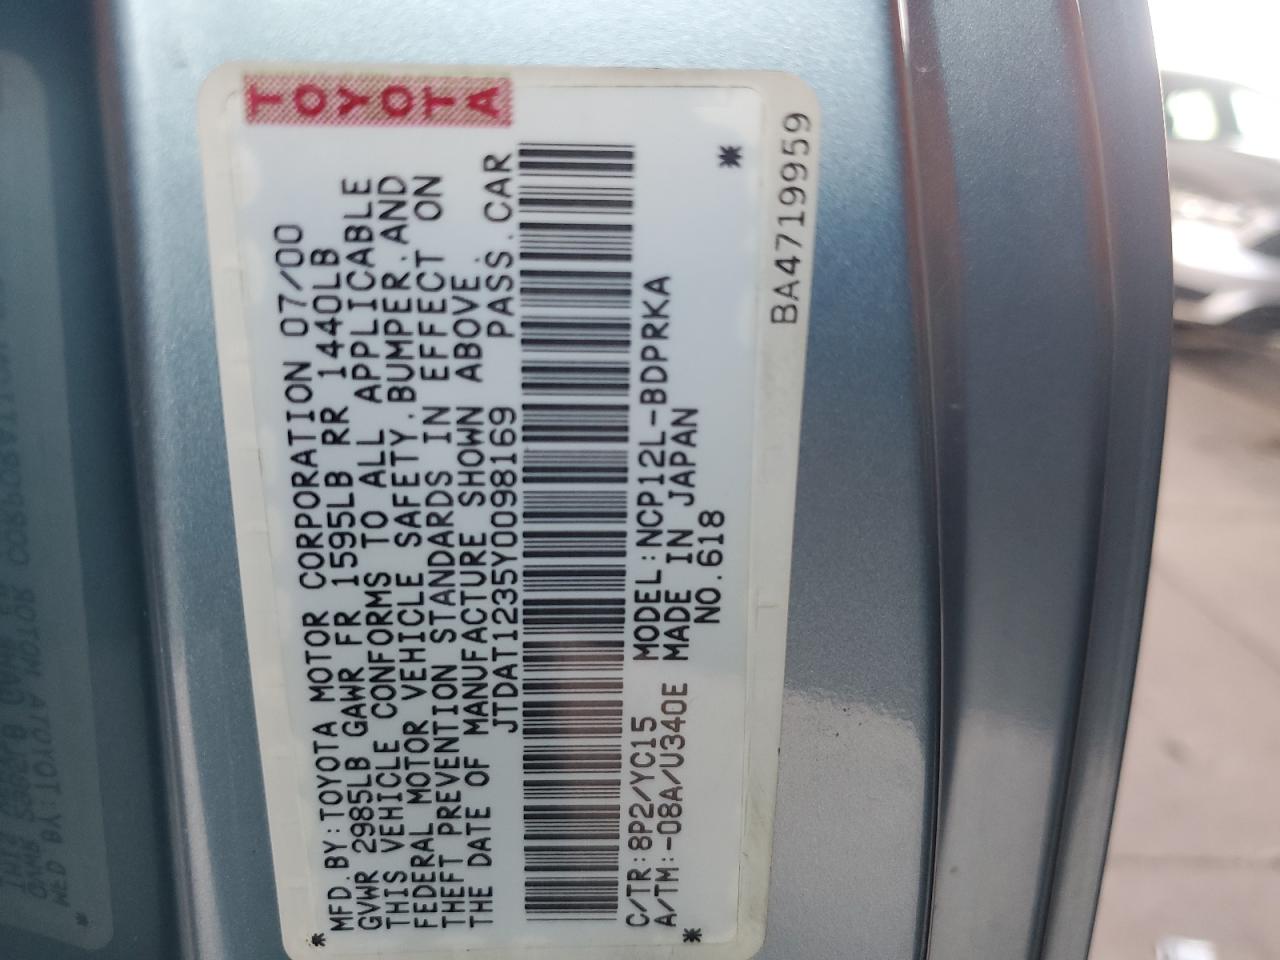 TOYOTA
MFD.BY:TOYOTA MOTOR CORPORATION 07/00
GVWR 2985LB GAWR FR 1595LB RR 1440LB
THIS VEHICLE CONFORMS TO ALL APPLICABLE
FEDERAL MOTOR VEHICLE SAFETY.BUMPER.AND
THEFT PREVENTION STANDARDS IN EFFECT ON
THE DATE OF MANUFACTURE SHOWN ABOVE.
JTDAT1235Y0098169 PASS.CAR
C/TR:8P2/YC15 MODEL:NCP12L-BDPRKA
A/TM:-08A/U340E MADE IN JAPAN
NO.618
BA4719959